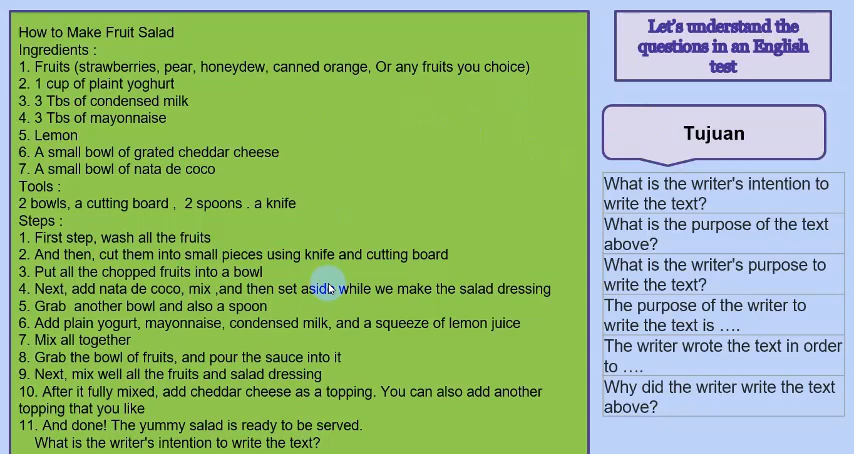 How to Make Fruit Salad
Ingredients :
1. Fruits (strawberries, pear, honeydew, canned orange, Or any fruits you choice)
2. 1 cup of plaint yoghurt
3. 3 Tbs of condensed milk
4. 3 Tbs of mayonnaise
5. Lemon
6. A small bowl of grated cheddar cheese
7. A small bowl of nata de coco
Tools :
2 bowls, a cutting board , 2 spoons . a knife
Steps :
1. First step, wash all the fruits
2. And then, cut them into small pieces using knife and cutting board
3. Put all the chopped fruits into a bowl
4. Next, add nata de coco, mix ,and then set aside while we make the salad dressing
5. Grab another bowl and also a spoon
6. Add plain yogurt, mayonnaise, condensed milk, and a squeeze of lemon juice
7. Mix all together
8. Grab the bowl of fruits, and pour the sauce into it
9. Next, mix well all the fruits and salad dressing
10. After it fully mixed, add cheddar cheese as a topping. You can also add another
topping that you like
11. And done! The yummy salad is ready to be served.
What is the writer's intention to write the text?
Let's understand the
questions in an English
test
Tujuan
What is the writer's intention to
write the text?
What is the purpose of the text
above?
What is the writer's purpose to
write the text?
The purpose of the writer to
write the text is ….
The writer wrote the text in order
to ….
Why did the writer write the text
above?